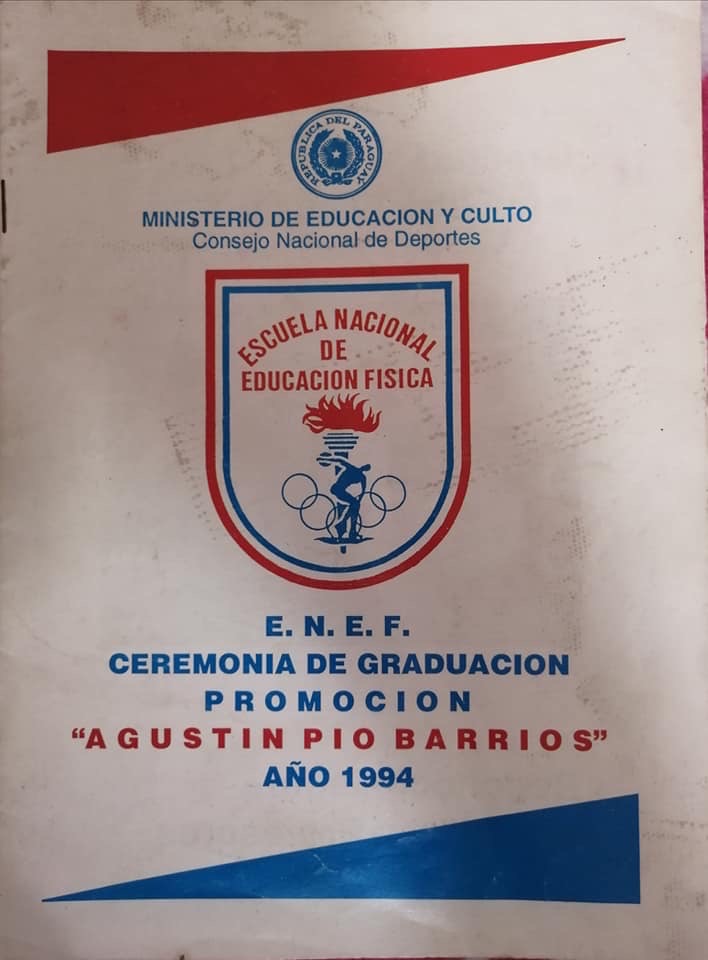 REPUBLICA DEL PARAGUAY
MINISTERIO DE EDUCACION Y CULTO
Consejo Nacional de Deportes
ESCUELA NACIONAL
DE
EDUCACION FISICA
E. N. E. F.
CEREMONIA DE GRADUACION
PROMOCION
“AGUSTIN PIO BARRIOS”
AÑO 1994